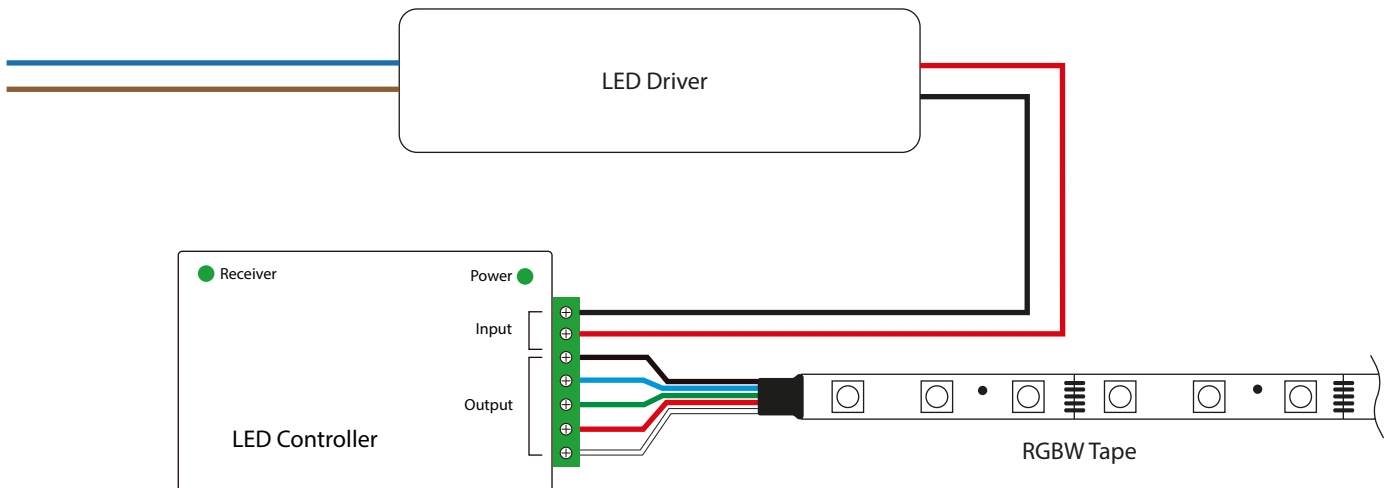 LED Driver
Receiver
Power
Input
Output
LED Controller
RGBW Tape